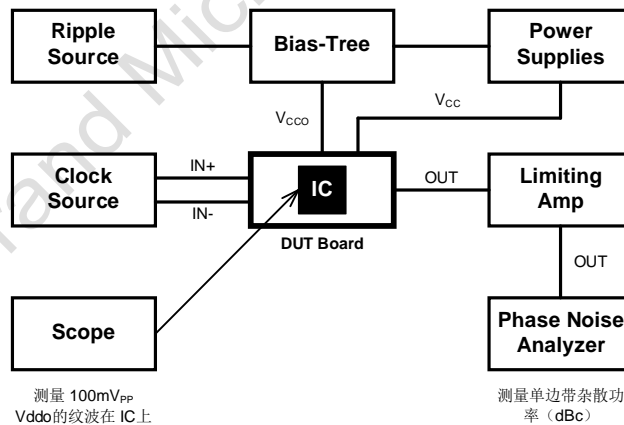 Ripple
Source
Bias-Tree
Power
Supplies
VCCO
VCC
Clock
Source
IN+
IN-
IC
DUT Board
OUT
Limiting
Amp
OUT
Scope
Phase Noise
Analyzer
测量 100mVPP
Vddo的纹波在 IC上
测量单边带杂散功
率（dBc）